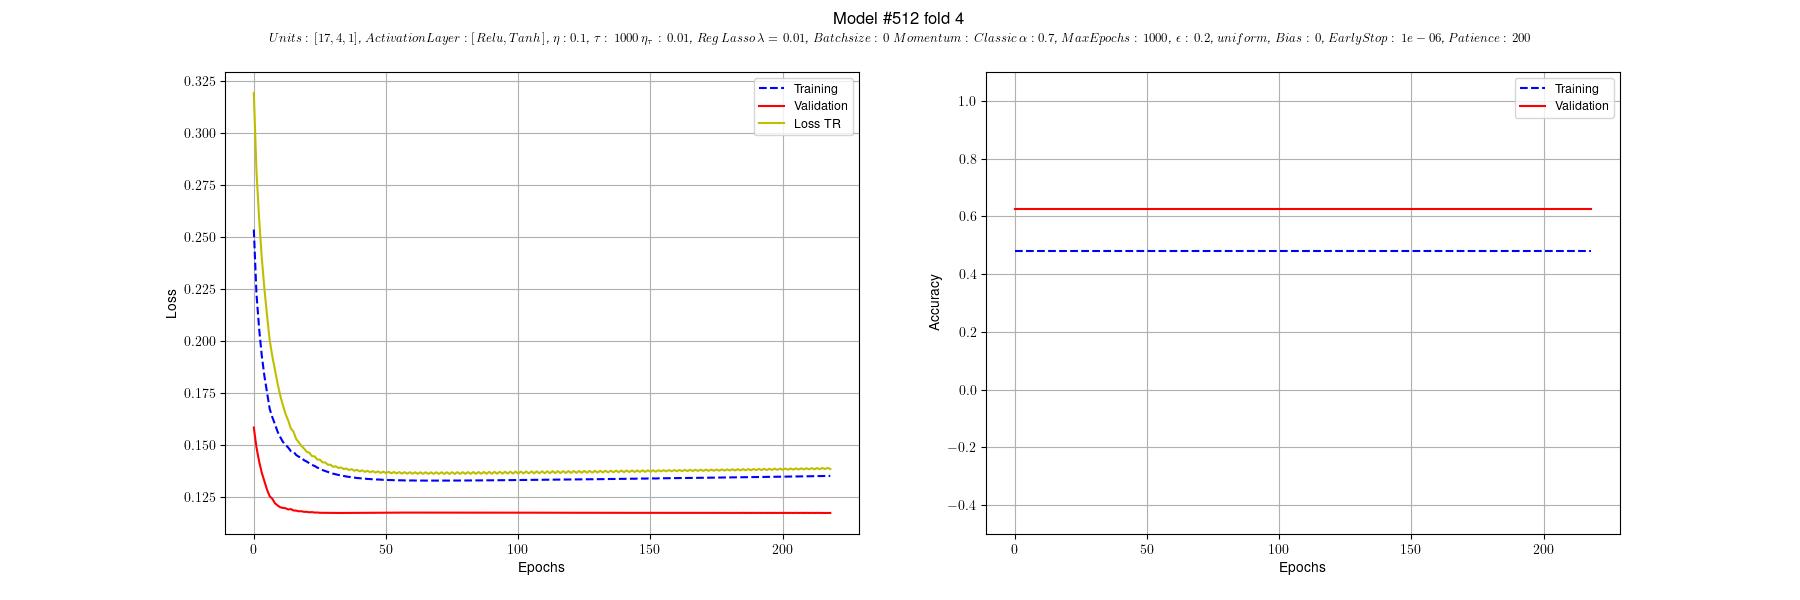 Model #512 fold 4
Units : [17, 4, 1], ActivationLayer : [Relu, Tanh], η : 0.1, τ : 1000 ητ : 0.01, Reg Lasso λ = 0.01, Batchsize : 0 Momentum : Classic α : 0.7, MaxEpochs : 1000, ϵ : 0.2, uniform, Bias : 0, EarlyStop : 1e − 06, Patience : 200
0.325
0.300
0.275
0.250
0.225
0.200
0.175
0.150
0.125
Loss
Training
Validation
Loss TR
0 50 100 150 200
Epochs
1.0
0.8
0.6
0.4
0.2
0.0
−0.2
−0.4
Accuracy
Training
Validation
0 50 100 150 200
Epochs